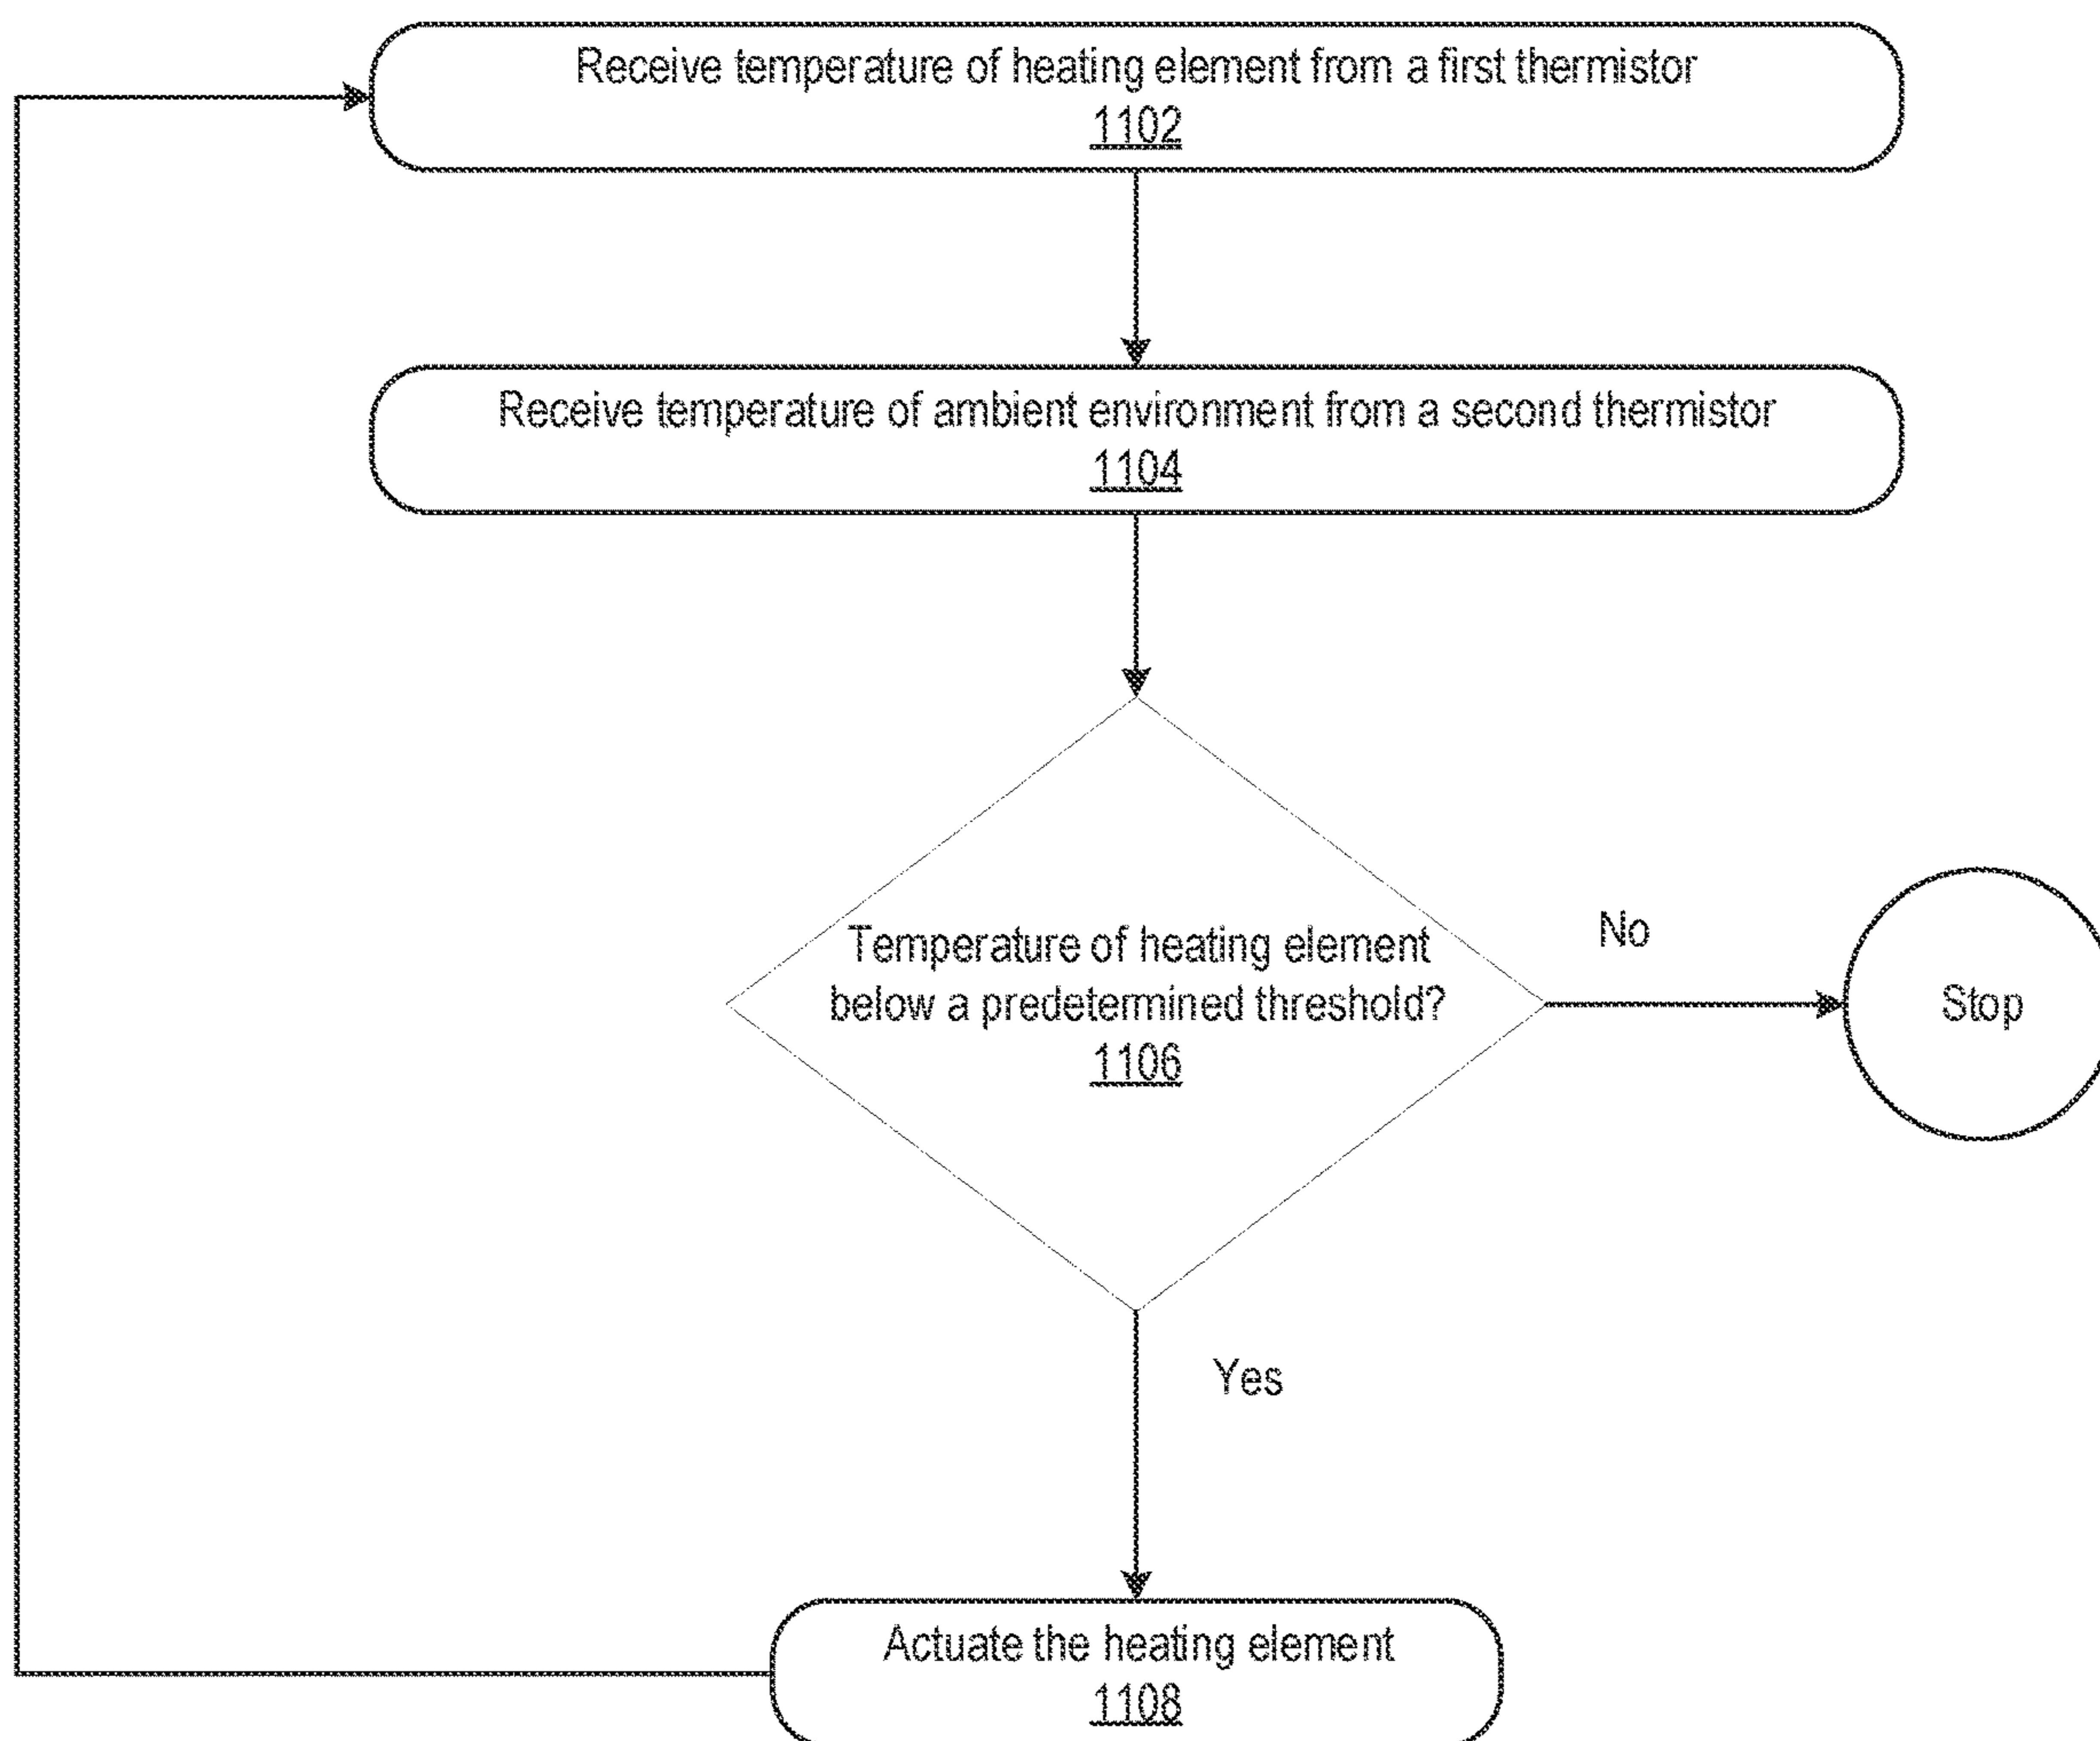 Receive temperature of heating element from a first thermistor
1102
Receive temperature of ambient environment from a second thermistor
1104
Temperature of heating element
below a predetermined threshold?
1106
No
Stop
Yes
Actuate the heating element
1108